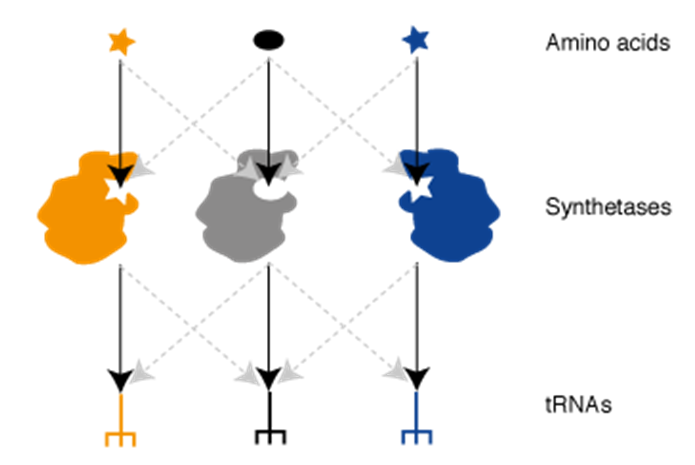 Amino acids
Synthetases
tRNAs